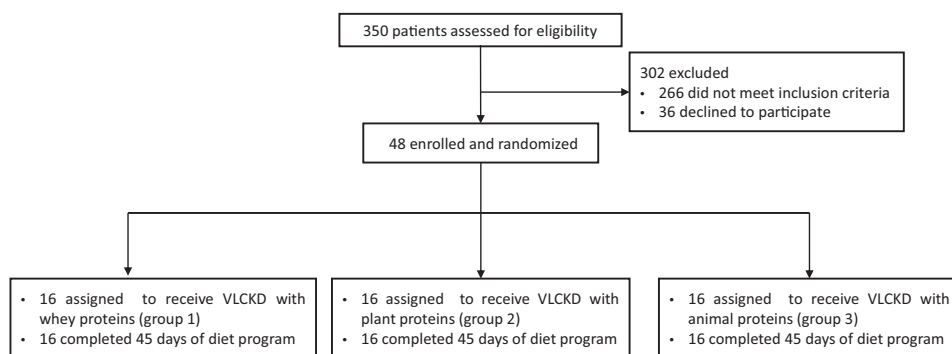 350 patients assessed for eligibility
302 excluded
• 266 did not meet inclusion criteria
• 36 declined to participate
48 enrolled and randomized
• 16 assigned to receive VLCKD with
whey proteins (group 1)
• 16 completed 45 days of diet program
• 16 assigned to receive VLCKD with
plant proteins (group 2)
• 16 completed 45 days of diet program
• 16 assigned to receive VLCKD with
animal proteins (group 3)
• 16 completed 45 days of diet program